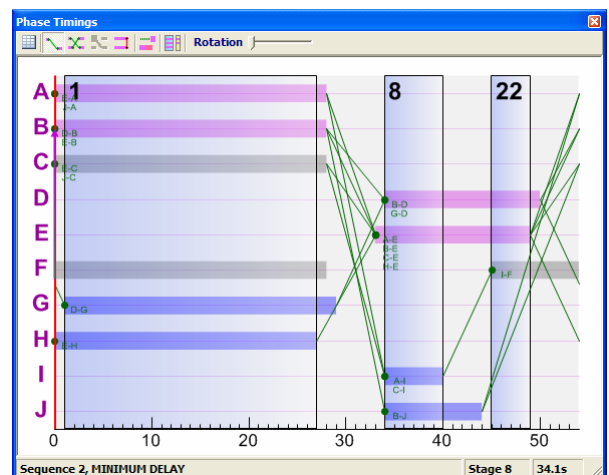 Phase Timings
Rotation
1 8 22
A
E-A
J-A
B
D-B
E-B
C
E-C
J-C
D
B-D
G-D
E
A-E
B-E
C-E
H-E
F
I-F
G
D-G
H
E-H
I
A-I
C-I
J
B-J
0 10 20 30 40 50
Sequence 2, MINIMUM DELAY Stage 8 34.1s